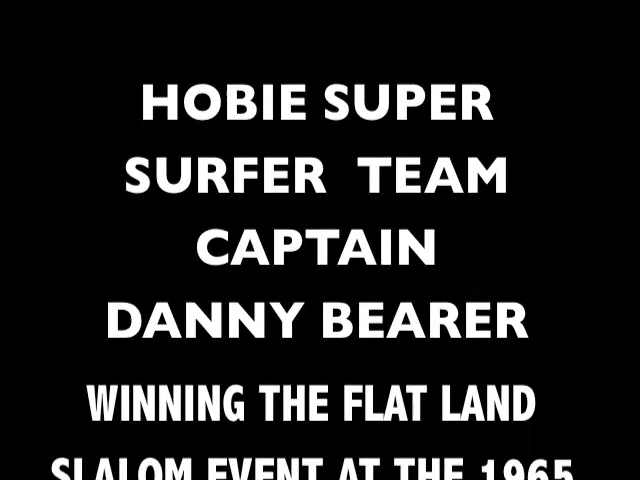 HOBIE SUPER
SURFER TEAM
CAPTAIN
DANNY BEARER
WINNING THE FLAT LAND
SLALOM EVENT AT THE 1965